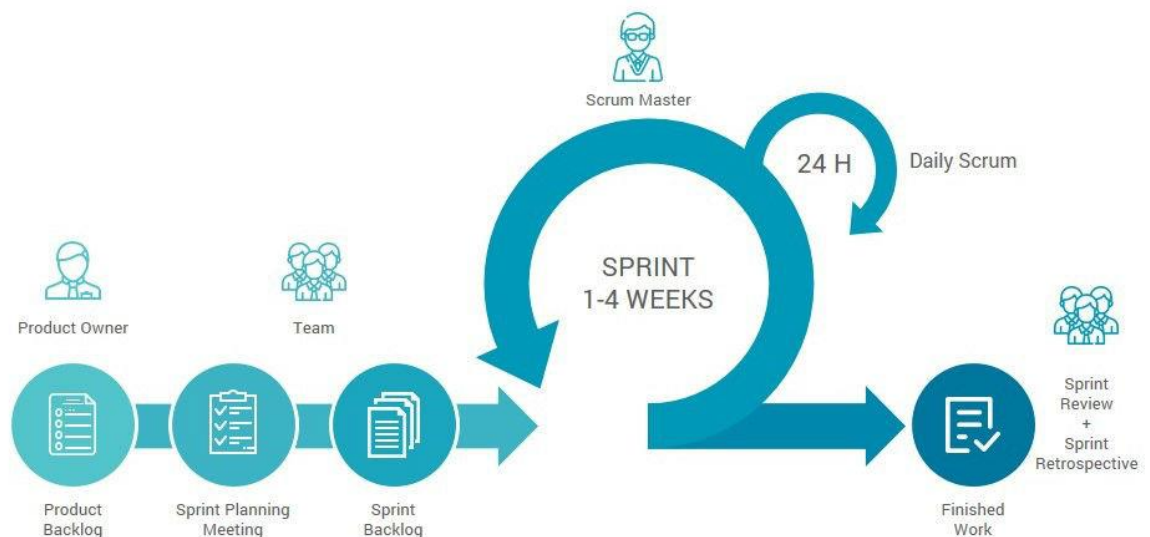 Scrum Master
24 H
Daily Scrum
SPRINT
1-4 WEEKS
Product Owner
Team
Sprint
Review
+
Sprint
Retrospective
Product
Backlog
Sprint Planning
Meeting
Sprint
Backlog
Finished
Work